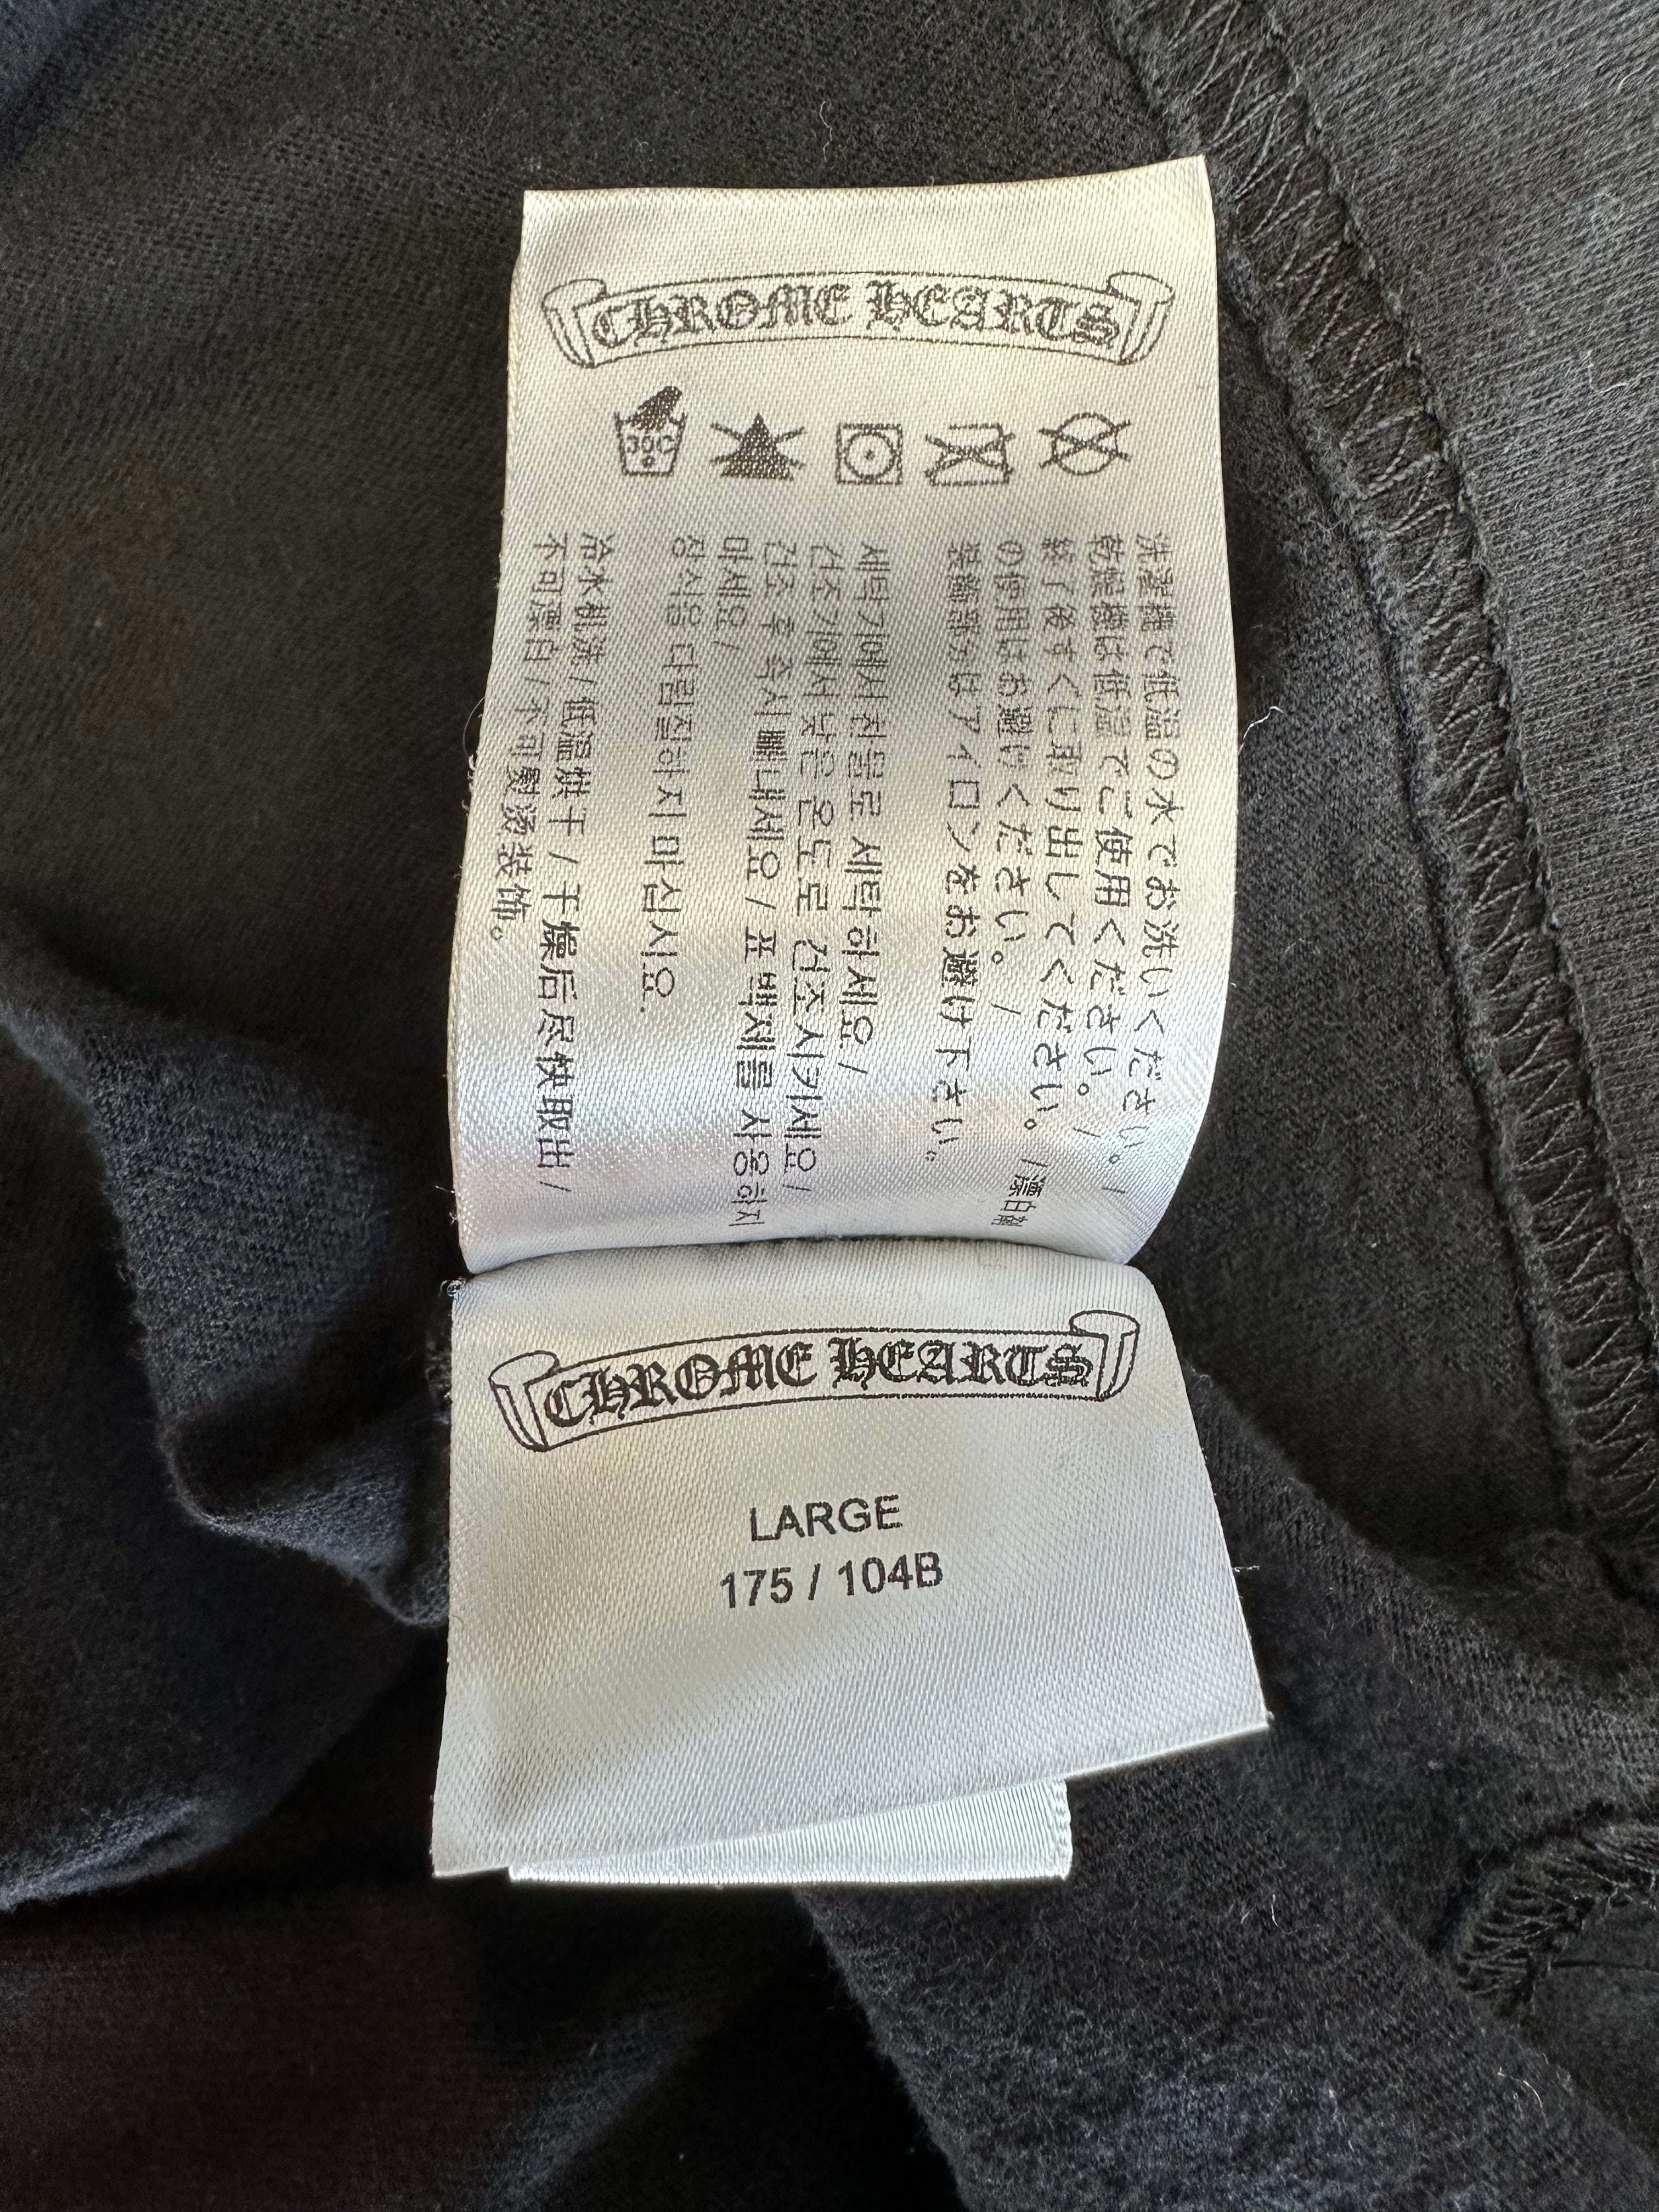 CHROME HEARTS
30C
洗濯機で低温の水でお洗いください。/
乾燥機は低温でご使用ください。/
終了後すぐに取り出してください。/漂白剤
の使用はお避けください。/
装飾部分はアイロンをお避け下さい。
세탁기에서 찬물로 세탁하세요/
건조기에서 낮은 온도로 건조시키세요/
건조 후 즉시 빼내세요 / 표백제를 사용하지
마세요/
장식을 다림질하지 마십시요.
冷水机洗/低温烘干/干燥后尽快取出/
不可漂白/不可熨烫装饰。
CHROME HEARTS
LARGE
175 / 104B